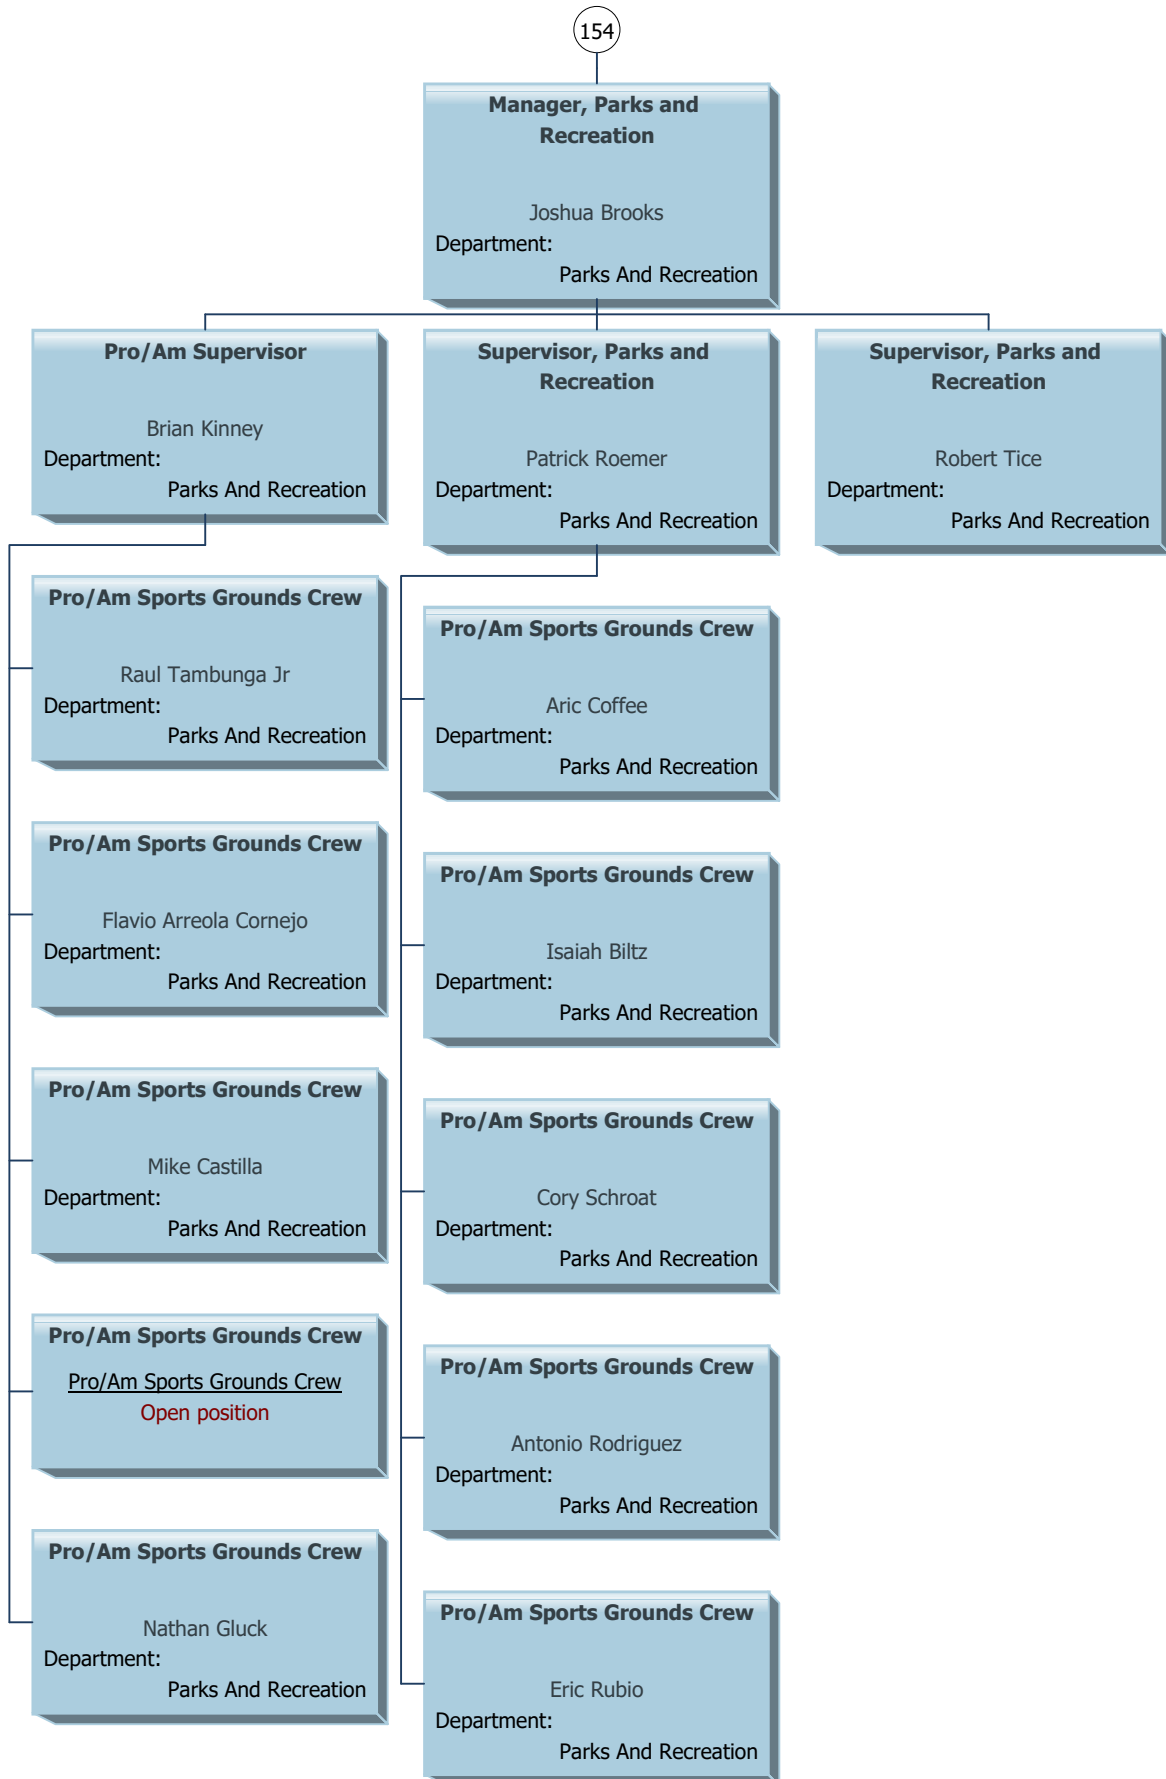 154
Manager, Parks and
Recreation
Joshua Brooks
Department:
Parks And Recreation
Pro/Am Supervisor
Brian Kinney
Department:
Parks And Recreation
Supervisor, Parks and
Recreation
Patrick Roemer
Department:
Parks And Recreation
Supervisor, Parks and
Recreation
Robert Tice
Department:
Parks And Recreation
Pro/Am Sports Grounds Crew
Raul Tambunga Jr
Department:
Parks And Recreation
Pro/Am Sports Grounds Crew
Flavio Arreola Cornejo
Department:
Parks And Recreation
Pro/Am Sports Grounds Crew
Mike Castilla
Department:
Parks And Recreation
Pro/Am Sports Grounds Crew
Pro/Am Sports Grounds Crew
Open position
Pro/Am Sports Grounds Crew
Nathan Gluck
Department:
Parks And Recreation
Pro/Am Sports Grounds Crew
Aric Coffee
Department:
Parks And Recreation
Pro/Am Sports Grounds Crew
Isaiah Biltz
Department:
Parks And Recreation
Pro/Am Sports Grounds Crew
Cory Schroat
Department:
Parks And Recreation
Pro/Am Sports Grounds Crew
Antonio Rodriguez
Department:
Parks And Recreation
Pro/Am Sports Grounds Crew
Eric Rubio
Department:
Parks And Recreation